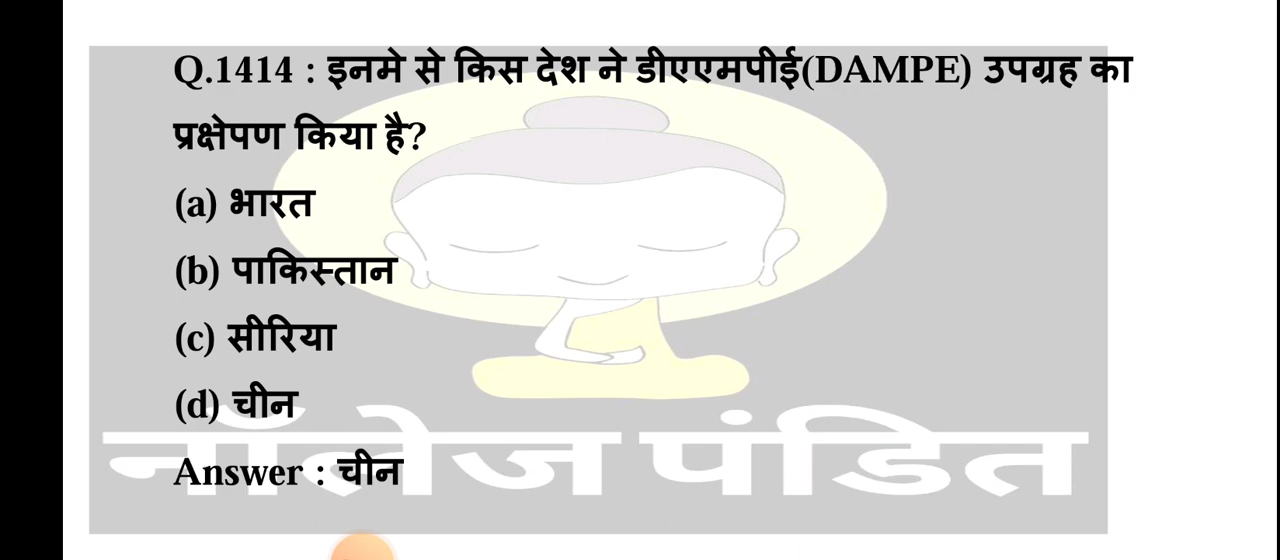 Q.1414 : इनमे से किस देश ने डीएएमपीई(DAMPE) उपग्रह का
प्रक्षेपण किया है?
(a) भारत
(b) पाकिस्तान
(c) सीरिया
(d) चीन
Answer : चीन
नॉलेज पंडित